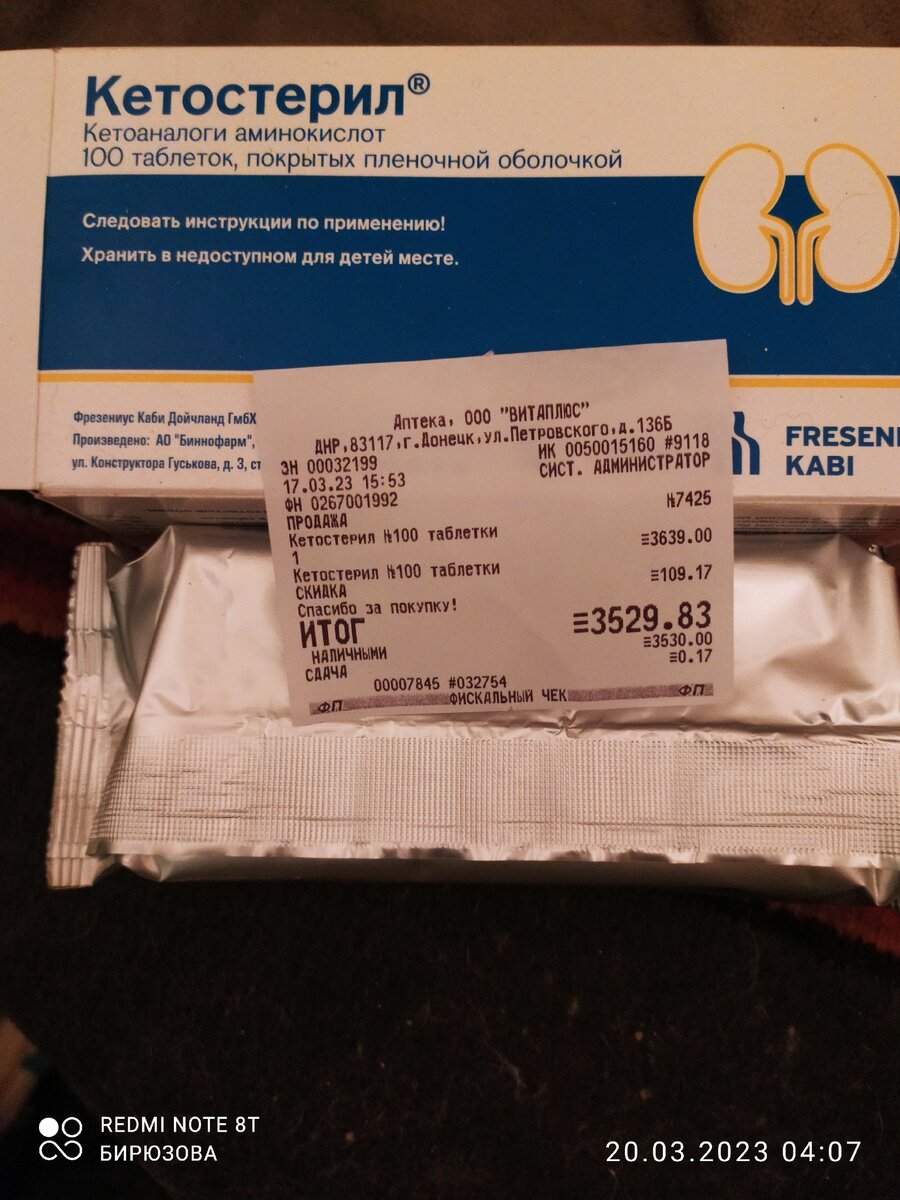 Кетостерил®
Кетоаналоги аминокислот
100 таблеток, покрытых пленочной оболочкой
Следовать инструкции по применению!
Хранить в недоступном для детей месте.
Фрезениус Каби Дойчланд ГмбХ
Произведено: АО "Биннофарм",
ул. Конструктора Гуськова, д. 3, ст
FRESENI
KABI
Аптека, ООО "ВИТАПЛЮС"
ДНР,83117,г.Донецк,ул.Петровского,д.136Б
ЗН 00032199 ИК 0050015160 #9118
17.03.23 15:53 СИСТ. АДМИНИСТРАТОР
ФН 0267001992
ПРОДАЖА №7425
Кетостерил №100 таблетки
1 ≡3639.00
Кетостерил №100 таблетки
СКИДКА ≡109.17
Спасибо за покупку!
ИТОГ ≡3529.83
НАЛИЧНЫМИ ≡3530.00
СДАЧА ≡0.17
00007845 #032754
ФП ФИСКАЛЬНЫЙ ЧЕК ФП
REDMI NOTE 8T
БИРЮЗОВА
20.03.2023 04:07